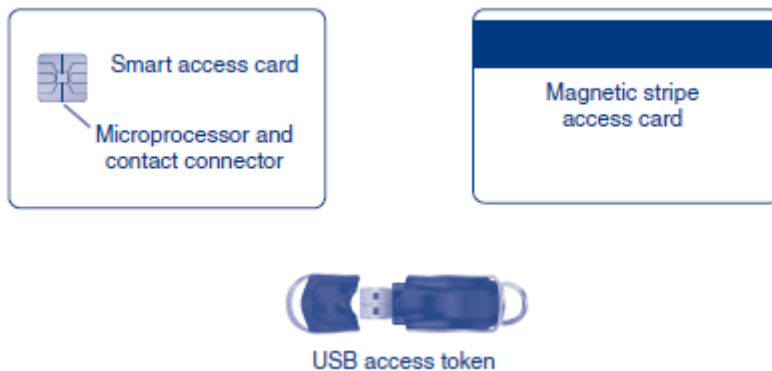 Smart access card
Microprocessor and
contact connector
Magnetic stripe
access card
USB access token